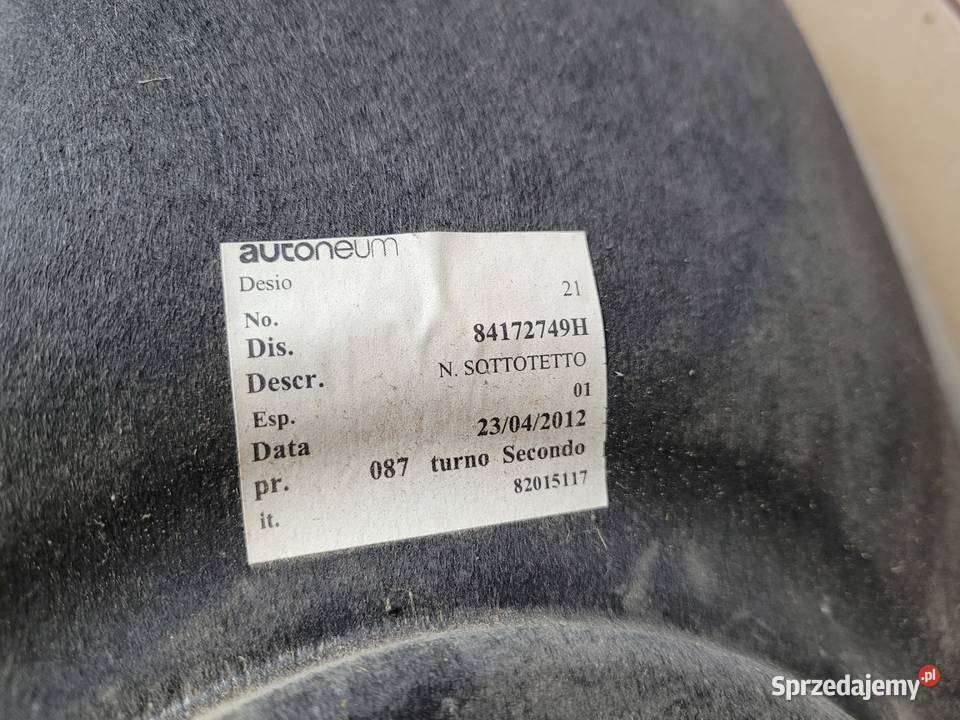 autoneum
Desio
No. 21
Dis. 84172749H
Descr. N. SOTTOTETTO
Esp. 01
Data 23/04/2012
pr. 087 turno Secondo
it. 82015117
Sprzedajemy.pl